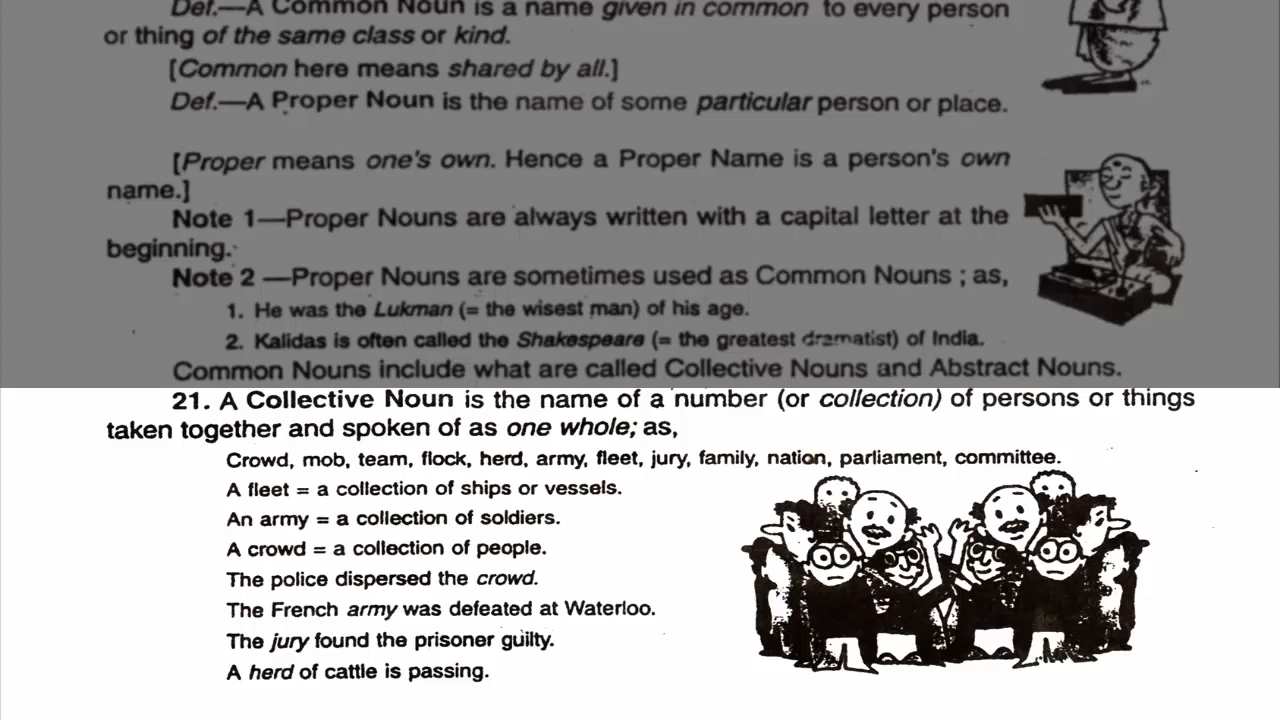 Def.—A Common Noun is a name given in common to every person
or thing of the same class or kind.
[Common here means shared by all.]
Def.—A Proper Noun is the name of some particular person or place.
[Proper means one's own. Hence a Proper Name is a person's own
name.]
Note 1—Proper Nouns are always written with a capital letter at the
beginning.
Note 2 —Proper Nouns are sometimes used as Common Nouns ; as,
1. He was the Lukman (= the wisest man) of his age.
2. Kalidas is often called the Shakespeare (= the greatest dramatist) of India.
Common Nouns include what are called Collective Nouns and Abstract Nouns.
21. A Collective Noun is the name of a number (or collection) of persons or things
taken together and spoken of as one whole; as,
Crowd, mob, team, flock, herd, army, fleet, jury, family, nation, parliament, committee.
A fleet = a collection of ships or vessels.
An army = a collection of soldiers.
A crowd = a collection of people.
The police dispersed the crowd.
The French army was defeated at Waterloo.
The jury found the prisoner guilty.
A herd of cattle is passing.